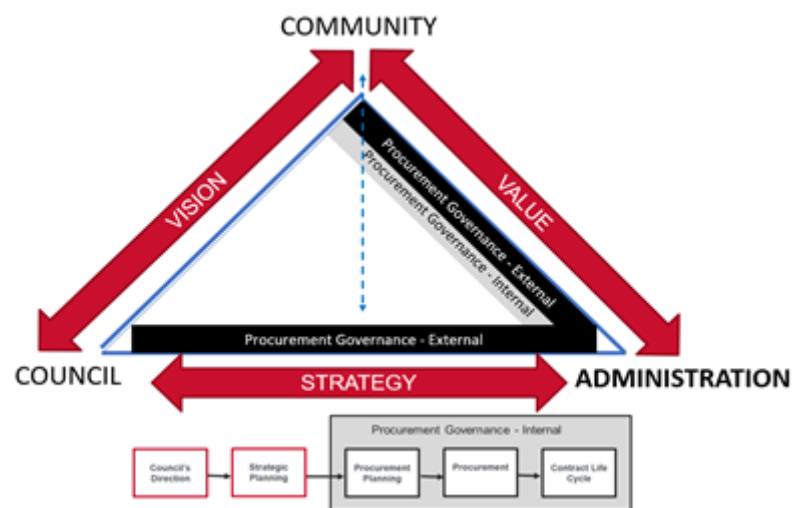 COMMUNITY
VISION
VALUE
Procurement Governance - External
Procurement Governance - Internal
Procurement Governance - External
COUNCIL
STRATEGY
ADMINISTRATION
Procurement Governance - Internal
Council's
Direction
Strategic
Planning
Procurement
Planning
Procurement
Contract Life
Cycle